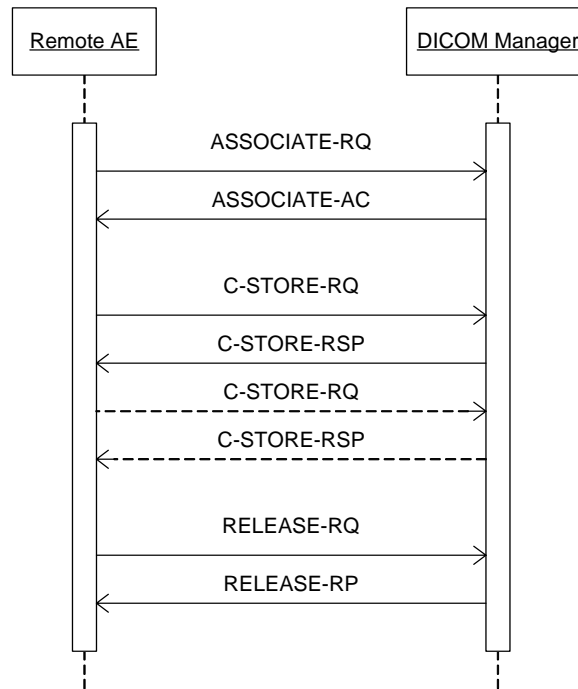 Remote AE
DICOM Manager
ASSOCIATE-RQ
ASSOCIATE-AC
C-STORE-RQ
C-STORE-RSP
C-STORE-RQ
C-STORE-RSP
RELEASE-RQ
RELEASE-RP